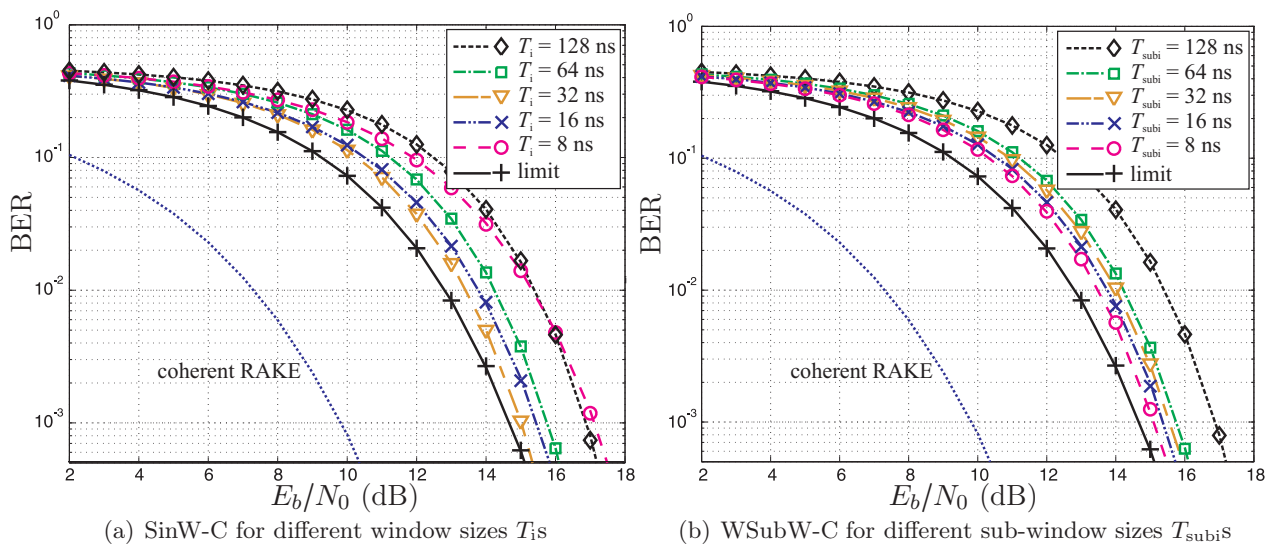 10⁰
10⁻¹
10⁻²
10⁻³
BER
2 4 6 8 10 12 14 16 18
E_b/N_0 (dB)
T_i = 128 ns
T_i = 64 ns
T_i = 32 ns
T_i = 16 ns
T_i = 8 ns
limit
coherent RAKE
(a) SinW-C for different window sizes T_is
10⁰
10⁻¹
10⁻²
10⁻³
BER
2 4 6 8 10 12 14 16 18
E_b/N_0 (dB)
T_subi = 128 ns
T_subi = 64 ns
T_subi = 32 ns
T_subi = 16 ns
T_subi = 8 ns
limit
coherent RAKE
(b) WSubW-C for different sub-window sizes T_subis